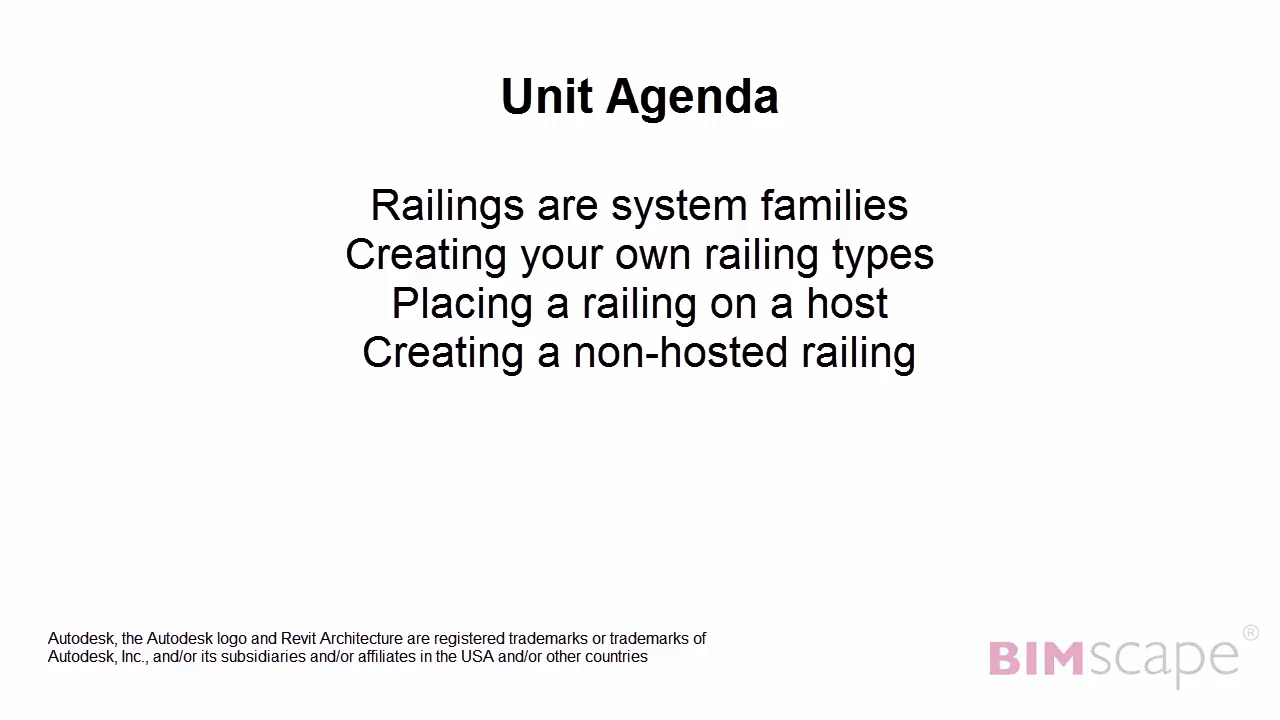 Unit Agenda
Railings are system families
Creating your own railing types
Placing a railing on a host
Creating a non-hosted railing
Autodesk, the Autodesk logo and Revit Architecture are registered trademarks or trademarks of
Autodesk, Inc., and/or its subsidiaries and/or affiliates in the USA and/or other countries
BIMscape®